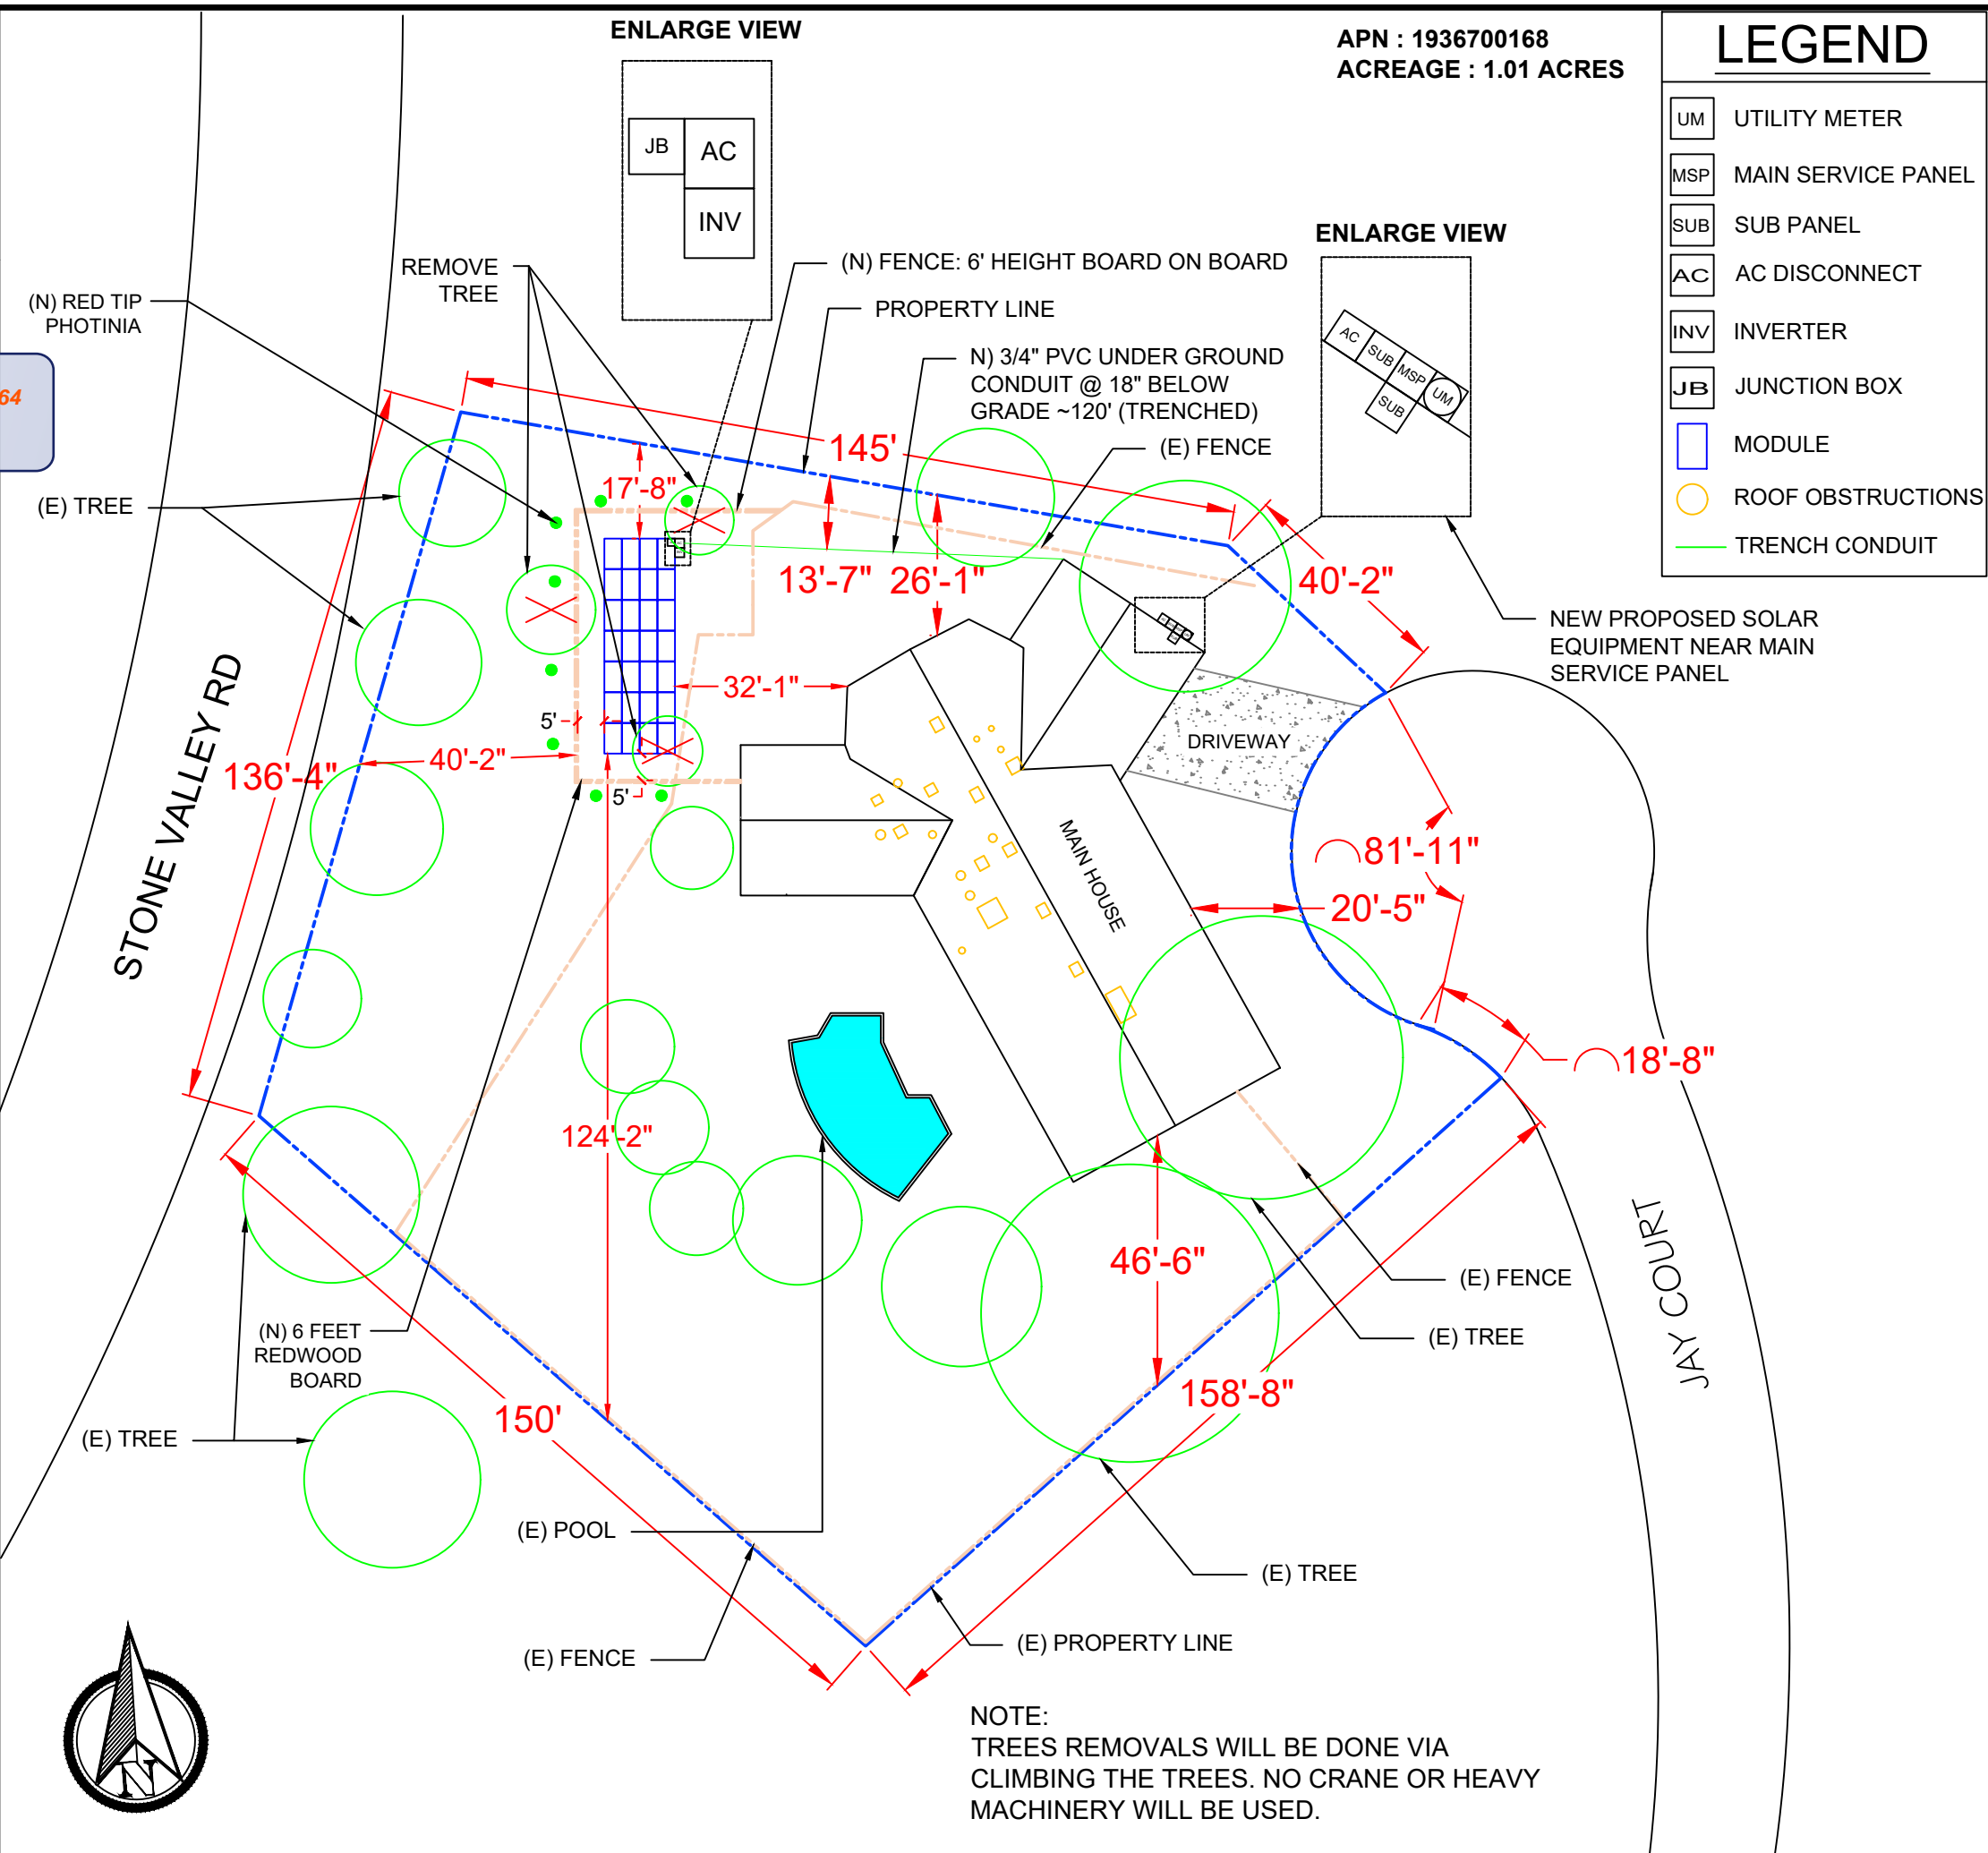 ENLARGE VIEW
APN : 1936700168
ACREAGE : 1.01 ACRES
LEGEND
UM UTILITY METER
MSP MAIN SERVICE PANEL
SUB SUB PANEL
AC AC DISCONNECT
INV INVERTER
JB JUNCTION BOX
MODULE
ROOF OBSTRUCTIONS
TRENCH CONDUIT
JB AC
INV
ENLARGE VIEW
AC SUB MSP UM
SUB
REMOVE
TREE
(N) FENCE: 6' HEIGHT BOARD ON BOARD
(N) RED TIP
PHOTINIA
PROPERTY LINE
N) 3/4" PVC UNDER GROUND
CONDUIT @ 18" BELOW
GRADE ~120' (TRENCHED)
64
145'
(E) FENCE
17'-8"
(E) TREE
13'-7" 26'-1"
40'-2"
NEW PROPOSED SOLAR
EQUIPMENT NEAR MAIN
SERVICE PANEL
32'-1"
5'
DRIVEWAY
40'-2"
136'-4"
5'
STONE VALLEY RD
MAIN HOUSE
81'-11"
20'-5"
18'-8"
124'-2"
46'-6"
(E) FENCE
JAY COURT
(N) 6 FEET
REDWOOD
BOARD
(E) TREE
158'-8"
150'
(E) TREE
(E) POOL
(E) TREE
(E) PROPERTY LINE
(E) FENCE
N
NOTE:
TREES REMOVALS WILL BE DONE VIA
CLIMBING THE TREES. NO CRANE OR HEAVY
MACHINERY WILL BE USED.